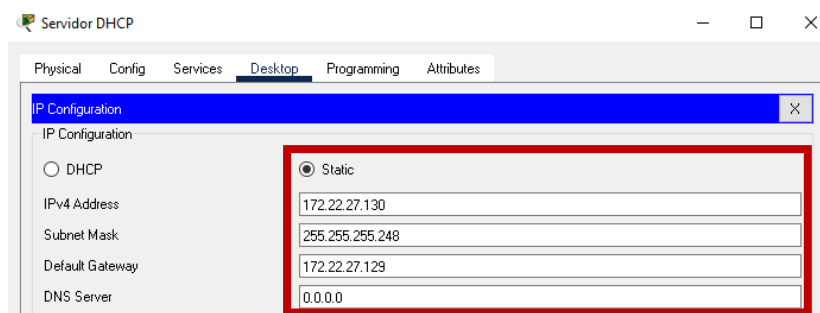 Servidor DHCP
Physical Config Services Desktop Programming Attributes
IP Configuration X
IP Configuration
DHCP Static
IPv4 Address 172.22.27.130
Subnet Mask 255.255.255.248
Default Gateway 172.22.27.129
DNS Server 0.0.0.0